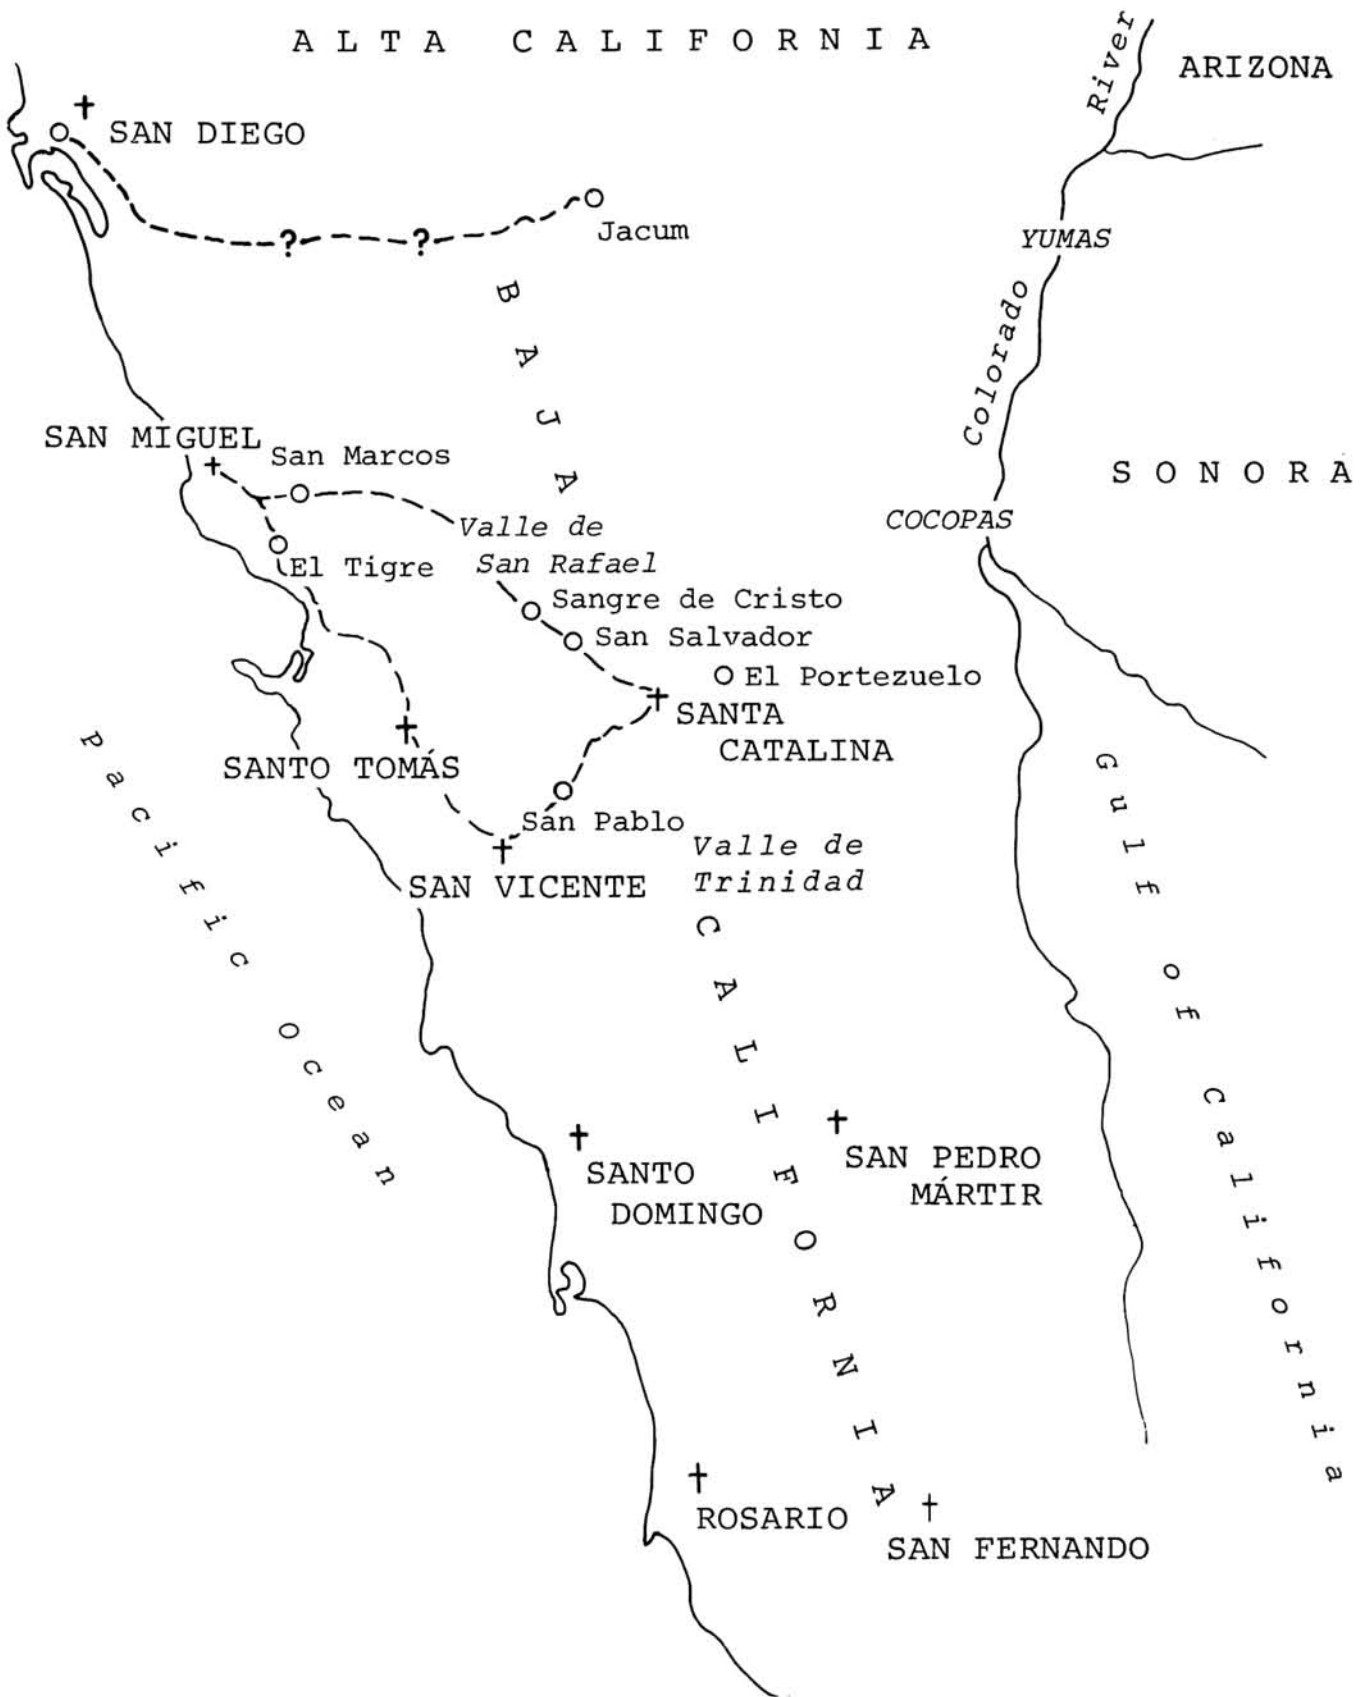 ALTA CALIFORNIA
ARIZONA
Colorado River
SAN DIEGO
? ?
Jacum
YUMAS
BAJA CALIFORNIA
SAN MIGUEL
San Marcos
SONORA
Valle de
San Rafael
COCOPAS
El Tigre
Sangre de Cristo
San Salvador
El Portezuelo
SANTA
CATALINA
SANTO TOMÁS
San Pablo
Valle de
Trinidad
SAN VICENTE
Pacific Ocean
Gulf of California
SANTO
DOMINGO
SAN PEDRO
MÁRTIR
ROSARIO
SAN FERNANDO